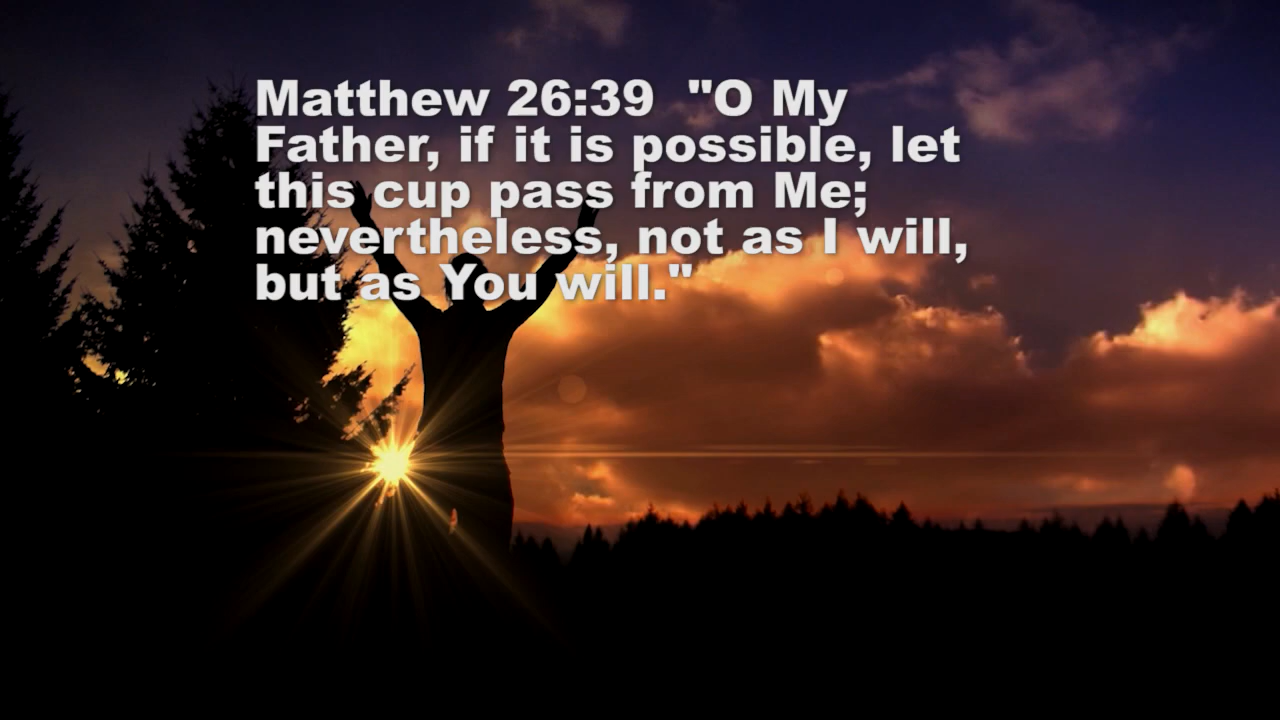 Matthew 26:39  "O My
Father, if it is possible, let
this cup pass from Me;
nevertheless, not as I will,
but as You will."